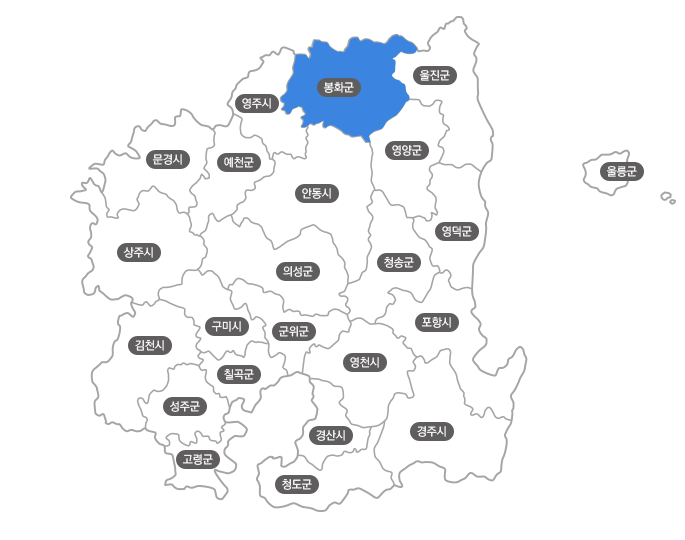 울진군
봉화군
영주시
영양군
문경시
예천군
울릉군
안동시
영덕군
상주시
청송군
의성군
포항시
구미시
군위군
김천시
영천시
칠곡군
성주군
경산시
경주시
고령군
청도군